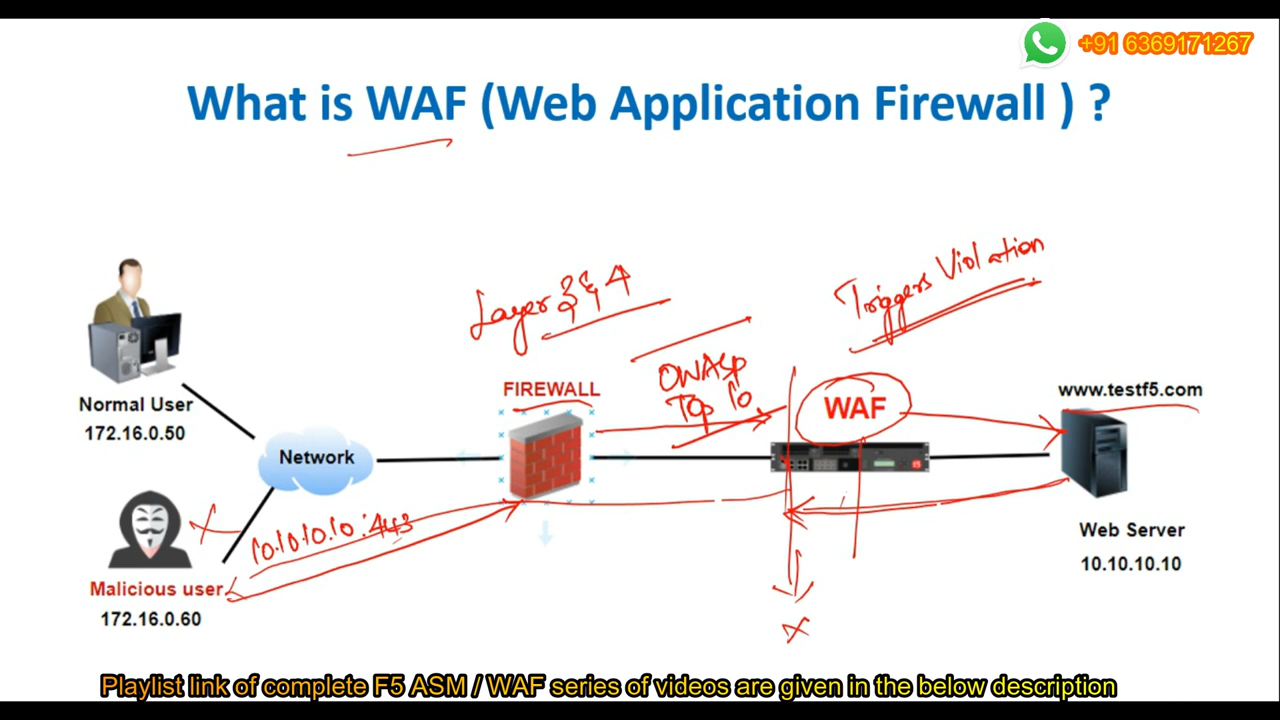 +91 6369171267
What is WAF (Web Application Firewall ) ?
Triggers Violation
Layer 3 & 4
OWASP
Top 10
FIREWALL
WAF
www.testf5.com
Normal User
172.16.0.50
Network
10.10.10.10:443
Web Server
10.10.10.10
Malicious user
172.16.0.60
Playlist link of complete F5 ASM / WAF series of videos are given in the below description